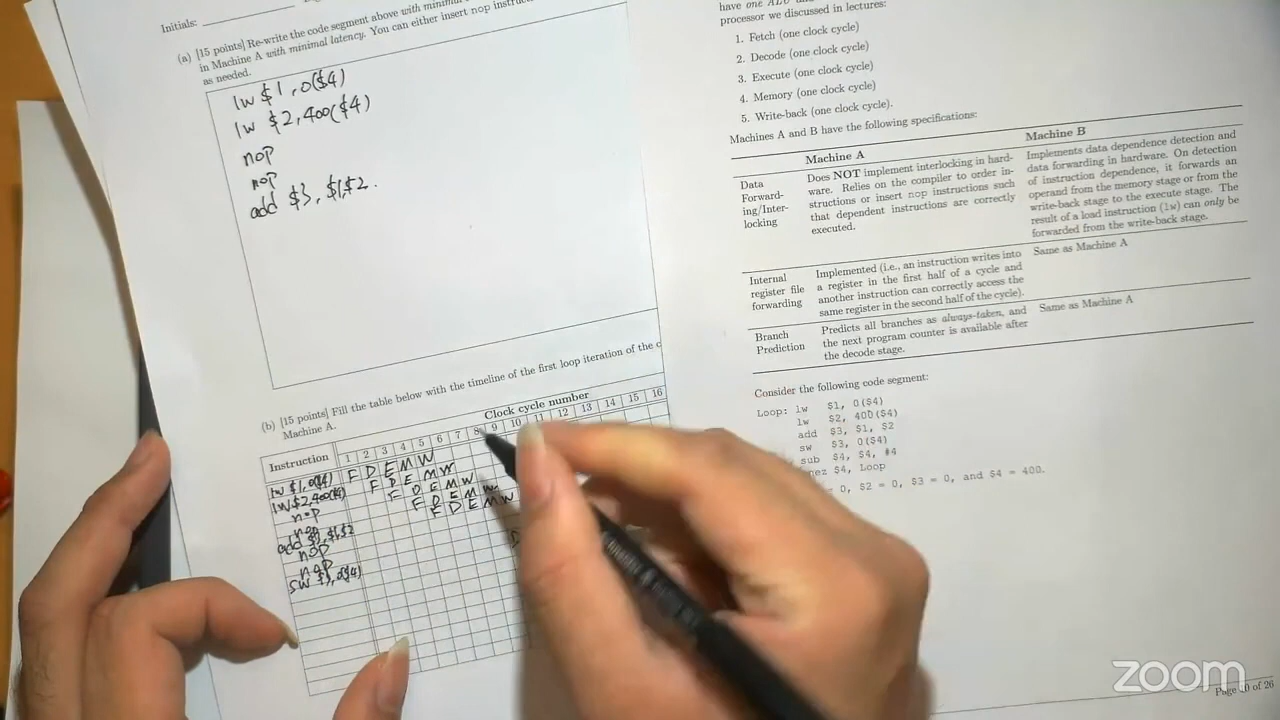 Initials:
(a) [15 points] Re-write the code segment above with minimal
in Machine A with minimal latency. You can either insert nop
as needed.
lw $1, 0($4)
lw $2, 400($4)
nop
nop
add $3, $1, $2.
(b) [15 points] Fill the table below with the timeline of the first loop iteration of the c
Machine A.
Clock cycle number
Instruction 1 2 3 4 5 6 7 8 9 10 11 12 13 14 15 16
lw $1, 0($4) F D E M W
lw $2, 400($4) F D E M W
nop F D E M W
nop F D E M W
add $3, $1, $2 F D E M W
nop
nop
sw $3, 0($4)
have one ALU
processor we discussed in lectures:
1. Fetch (one clock cycle)
2. Decode (one clock cycle)
3. Execute (one clock cycle)
4. Memory (one clock cycle)
5. Write-back (one clock cycle).
Machines A and B have the following specifications:
Machine A Machine B
Data
Forward-
ing/Inter-
locking
Does NOT implement interlocking in hard-
ware. Relies on the compiler to order in-
structions or insert nop instructions such
that dependent instructions are correctly
executed.
Implements data dependence detection and
data forwarding in hardware. On detection
of instruction dependence, it forwards an
operand from the memory stage or from the
write-back stage to the execute stage. The
result of a load instruction (lw) can only be
forwarded from the write-back stage.
Internal
register file
forwarding
Implemented (i.e., an instruction writes into
a register in the first half of a cycle and
another instruction can correctly access the
same register in the second half of the cycle).
Same as Machine A
Branch
Prediction
Predicts all branches as always-taken, and
the next program counter is available after
the decode stage.
Same as Machine A
Consider the following code segment:
Loop: lw $1, 0($4)
lw $2, 400($4)
add $3, $1, $2
sw $3, 0($4)
sub $4, $4, #4
nez $4, Loop
= 0, $2 = 0, $3 = 0, and $4 = 400.
zoom
Page 10 of 26